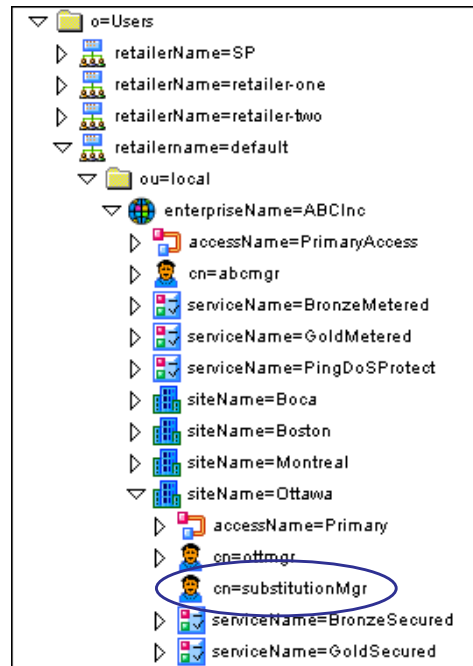 o=Users
retailerName=SP
retailerName=retailer-one
retailerName=retailer-two
retailername=default
ou=local
enterpriseName=ABCInc
accessName=PrimaryAccess
cn=abcmgr
serviceName=BronzeMetered
serviceName=GoldMetered
serviceName=PingDoSProtect
siteName=Boca
siteName=Boston
siteName=Montreal
siteName=Ottawa
accessName=Primary
cn=ottmgr
cn=substitutionMgr
serviceName=BronzeSecured
serviceName=GoldSecured